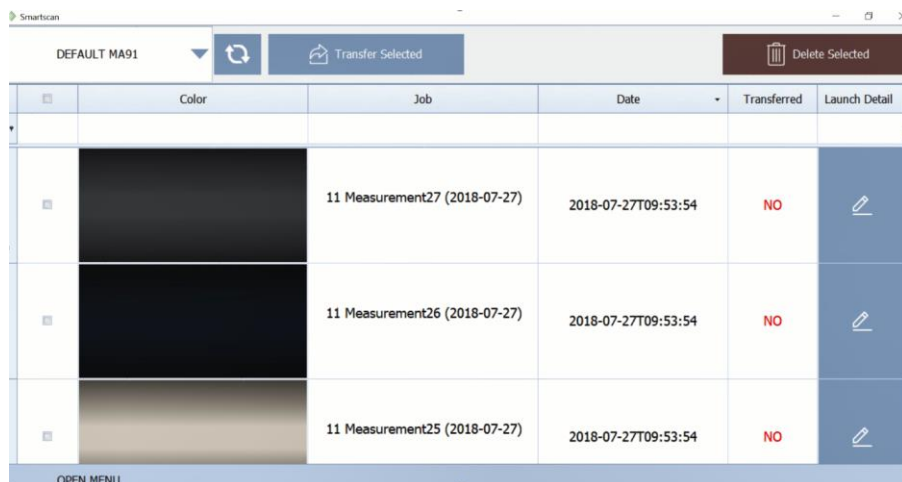 Smartscan
DEFAULT MA91
Transfer Selected
Delete Selected
Color Job Date Transferred Launch Detail
11 Measurement27 (2018-07-27) 2018-07-27T09:53:54 NO
11 Measurement26 (2018-07-27) 2018-07-27T09:53:54 NO
11 Measurement25 (2018-07-27) 2018-07-27T09:53:54 NO
OPEN MENU